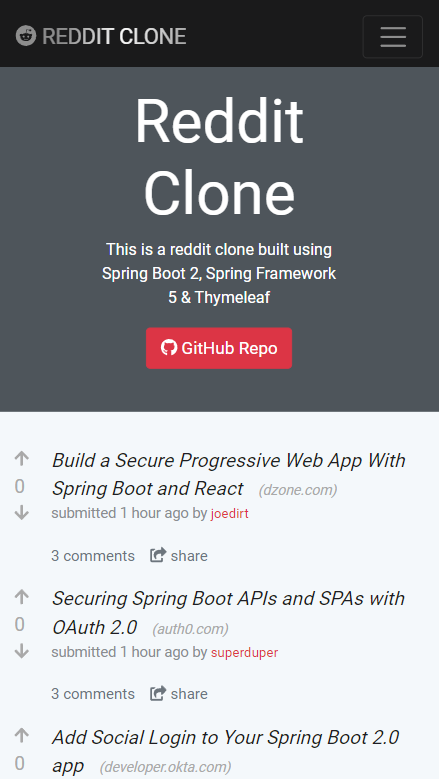 REDDIT CLONE
Reddit
Clone
This is a reddit clone built using
Spring Boot 2, Spring Framework
5 & Thymeleaf
GitHub Repo
Build a Secure Progressive Web App With
0
Spring Boot and React (dzone.com)
submitted 1 hour ago by joedirt
3 comments share
Securing Spring Boot APIs and SPAs with
0
OAuth 2.0 (auth0.com)
submitted 1 hour ago by superduper
3 comments share
Add Social Login to Your Spring Boot 2.0
0
app (developer.okta.com)